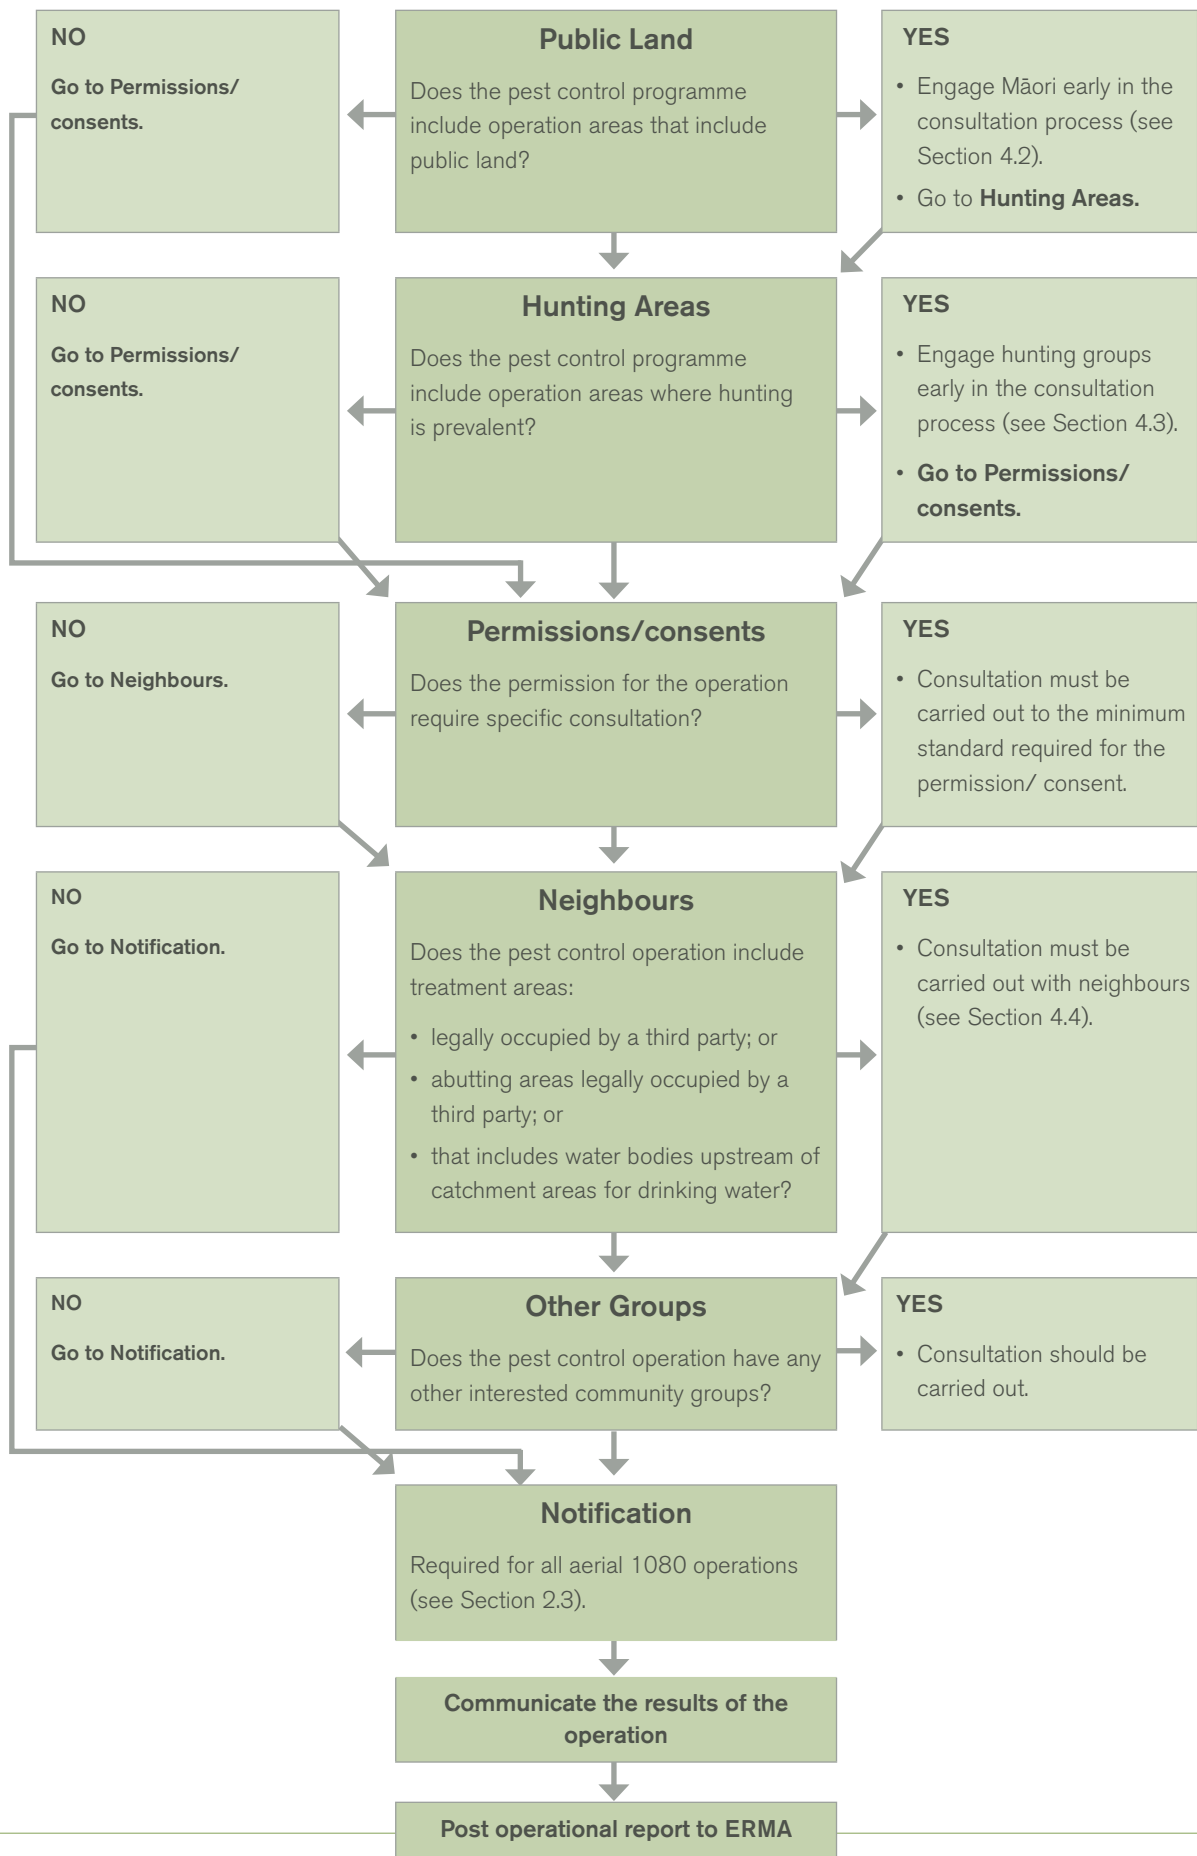 NO
Go to Permissions/
consents.
Public Land
Does the pest control programme
include operation areas that include
public land?
YES
• Engage Māori early in the
consultation process (see
Section 4.2).
• Go to Hunting Areas.
NO
Go to Permissions/
consents.
Hunting Areas
Does the pest control programme
include operation areas where hunting
is prevalent?
YES
• Engage hunting groups
early in the consultation
process (see Section 4.3).
• Go to Permissions/
consents.
NO
Go to Neighbours.
Permissions/consents
Does the permission for the operation
require specific consultation?
YES
• Consultation must be
carried out to the minimum
standard required for the
permission/ consent.
NO
Go to Notification.
Neighbours
Does the pest control operation include
treatment areas:
• legally occupied by a third party; or
• abutting areas legally occupied by a
third party; or
• that includes water bodies upstream of
catchment areas for drinking water?
YES
• Consultation must be
carried out with neighbours
(see Section 4.4).
NO
Go to Notification.
Other Groups
Does the pest control operation have any
other interested community groups?
YES
• Consultation should be
carried out.
Notification
Required for all aerial 1080 operations
(see Section 2.3).
Communicate the results of the
operation
Post operational report to ERMA